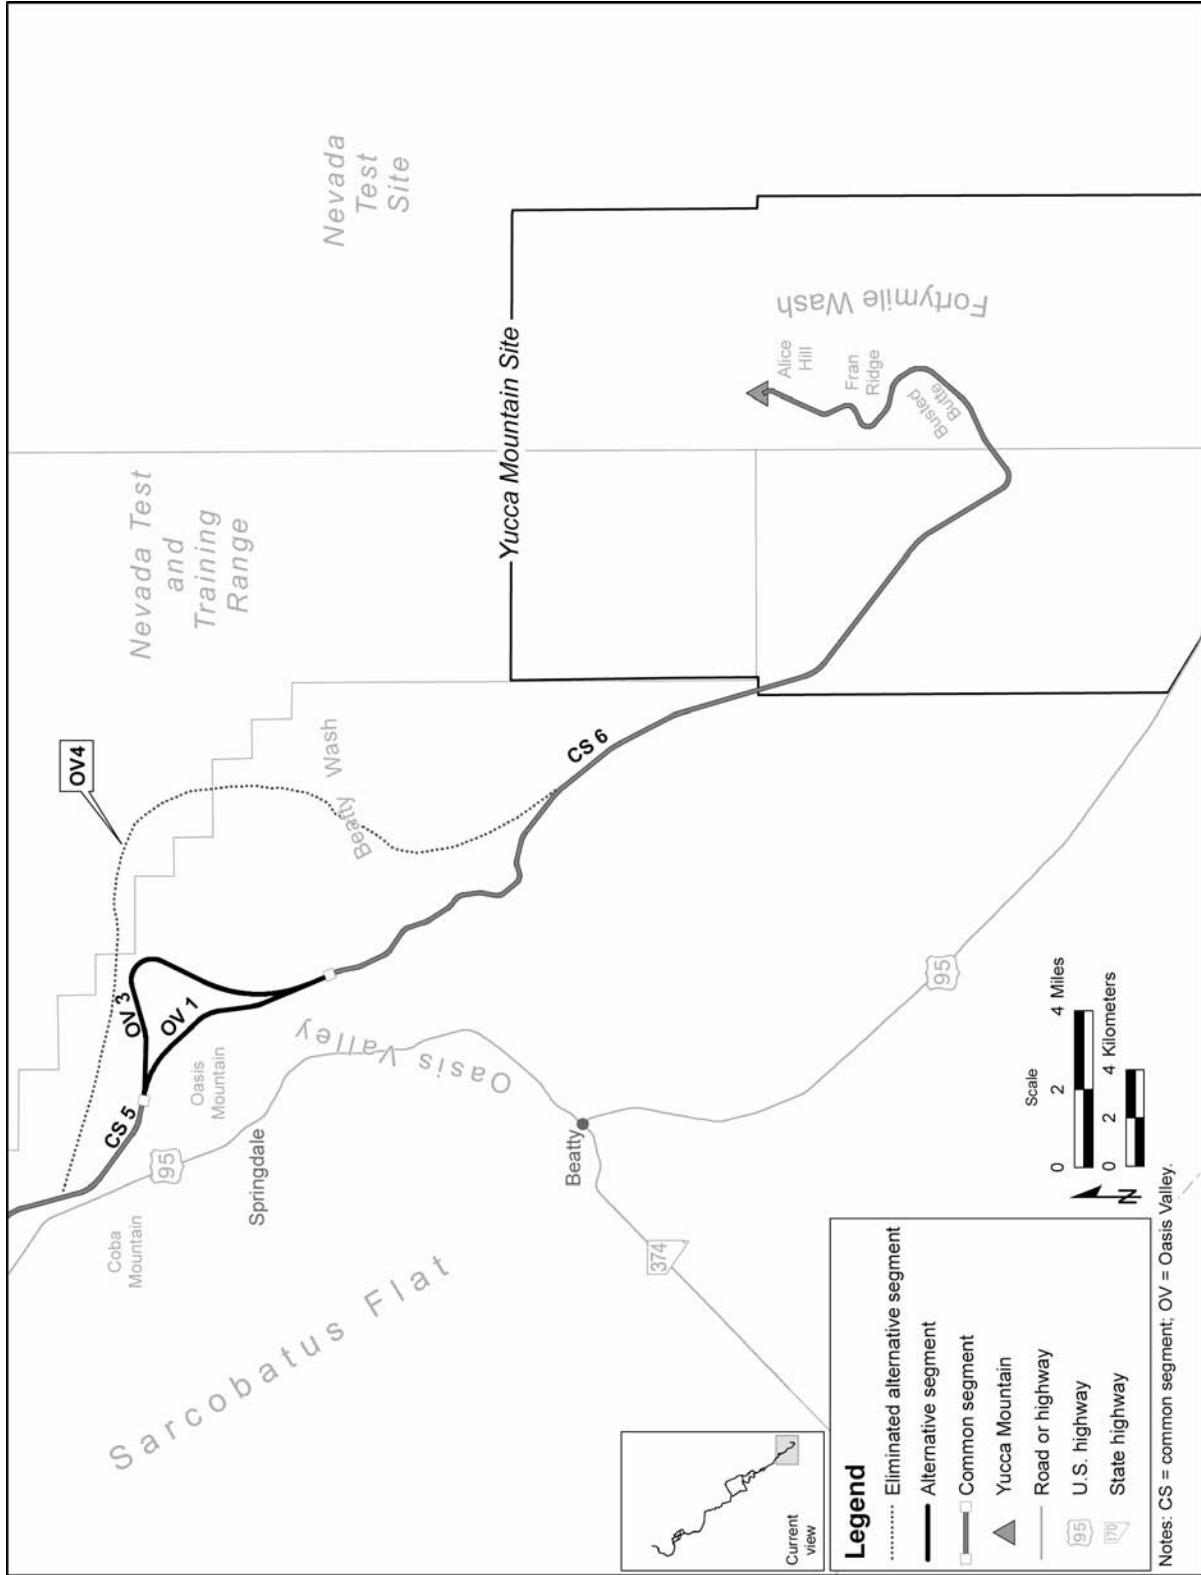 Nevada
Test
Site
Nevada Test
and
Training
Range
OV4
Yucca Mountain Site
Beatty Wash
OV 3
OV 1
CS 5
CS 6
Oasis
Mountain
Coba
Mountain
95
Springdale
Oasis Valley
Sarcobatus Flat
Beatty
374
95
Alice
Hill
Fran
Ridge
Busted
Butte
Fortymile Wash
Current
view
Scale
0 2 4 Miles
0 2 4 Kilometers
N
Legend
Eliminated alternative segment
Alternative segment
Common segment
Yucca Mountain
Road or highway
95 U.S. highway
170 State highway
Notes: CS = common segment; OV = Oasis Valley.